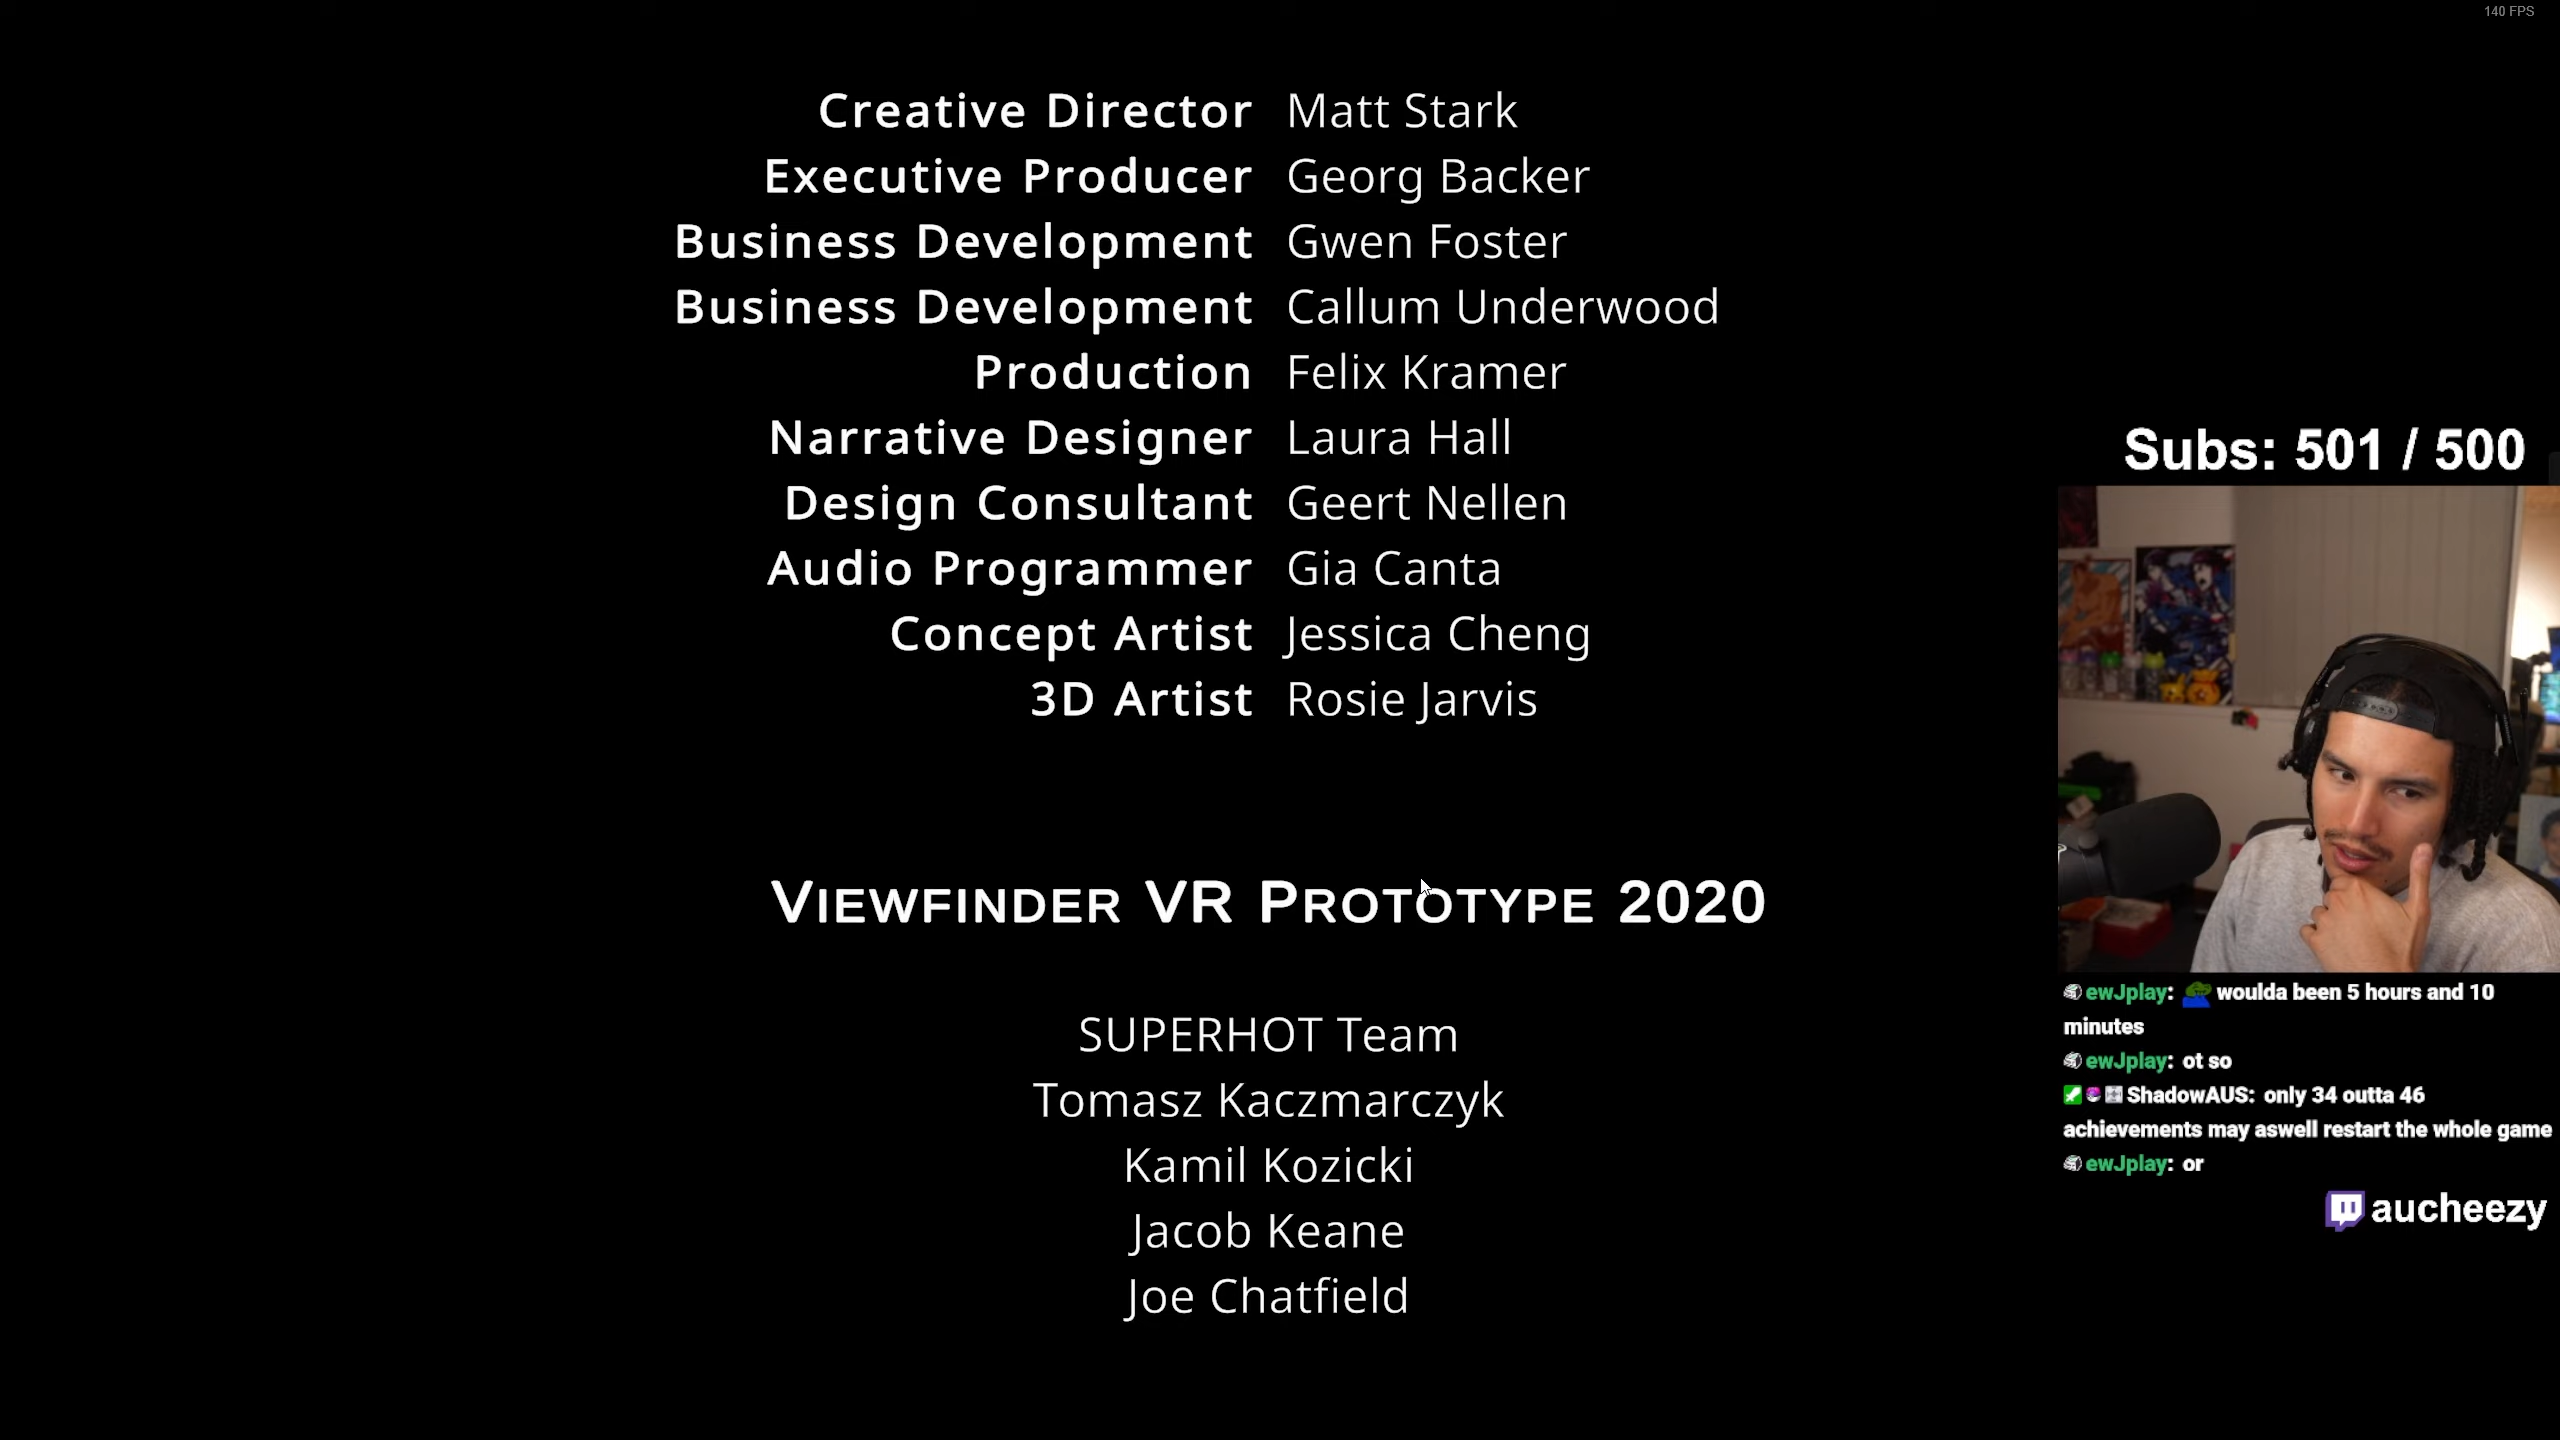 140 FPS
Creative Director Matt Stark
Executive Producer Georg Backer
Business Development Gwen Foster
Business Development Callum Underwood
Production Felix Kramer
Narrative Designer Laura Hall
Design Consultant Geert Nellen
Audio Programmer Gia Canta
Concept Artist Jessica Cheng
3D Artist Rosie Jarvis
VIEWFINDER VR PROTOTYPE 2020
SUPERHOT Team
Tomasz Kaczmarczyk
Kamil Kozicki
Jacob Keane
Joe Chatfield
Subs: 501 / 500
ewJplay: woulda been 5 hours and 10
minutes
ewJplay: ot so
ShadowAUS: only 34 outta 46
achievements may aswell restart the whole game
ewJplay: or
aucheezy